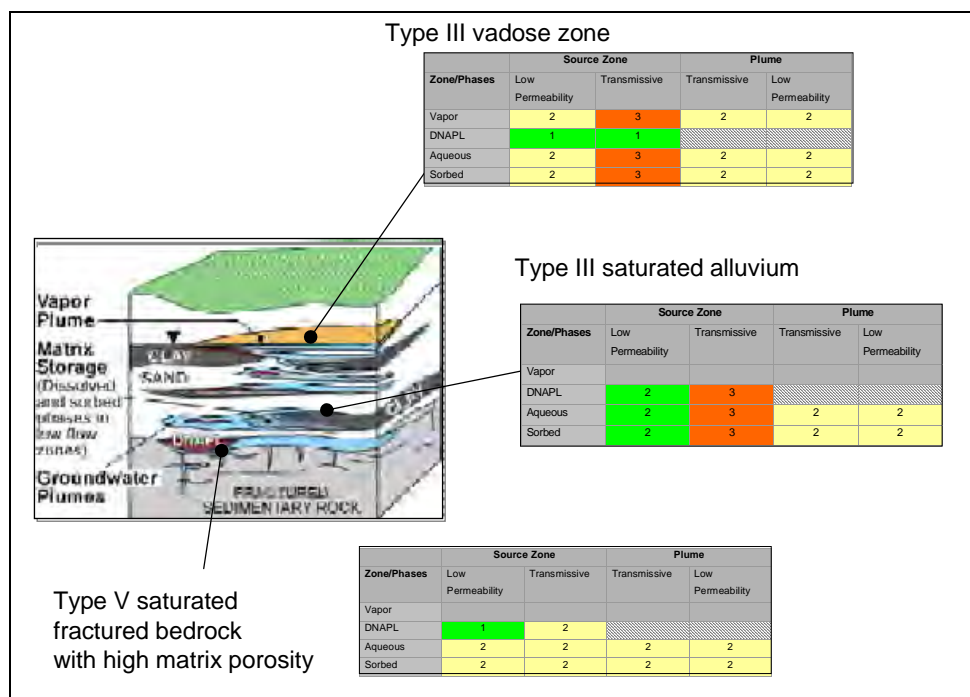 Type III vadose zone
Source Zone Plume
Zone/Phases Low Permeability Transmissive Transmissive Low Permeability
Vapor 2 3 2 2
DNAPL 1 1
Aqueous 2 3 2 2
Sorbed 2 3 2 2
Type III saturated alluvium
Source Zone Plume
Zone/Phases Low Permeability Transmissive Transmissive Low Permeability
Vapor
DNAPL 2 3
Aqueous 2 3 2 2
Sorbed 2 3 2 2
Vapor
Plume
Matrix
Storage
(Dissolved
and sorbed
phases in
low flow
zones)
Groundwater
Plumes
CLAY
SAND
DNAPL
FRACTURED
SEDIMENTARY ROCK
Type V saturated
fractured bedrock
with high matrix porosity
Source Zone Plume
Zone/Phases Low Permeability Transmissive Transmissive Low Permeability
Vapor
DNAPL 1 2
Aqueous 2 2 2 2
Sorbed 2 2 2 2